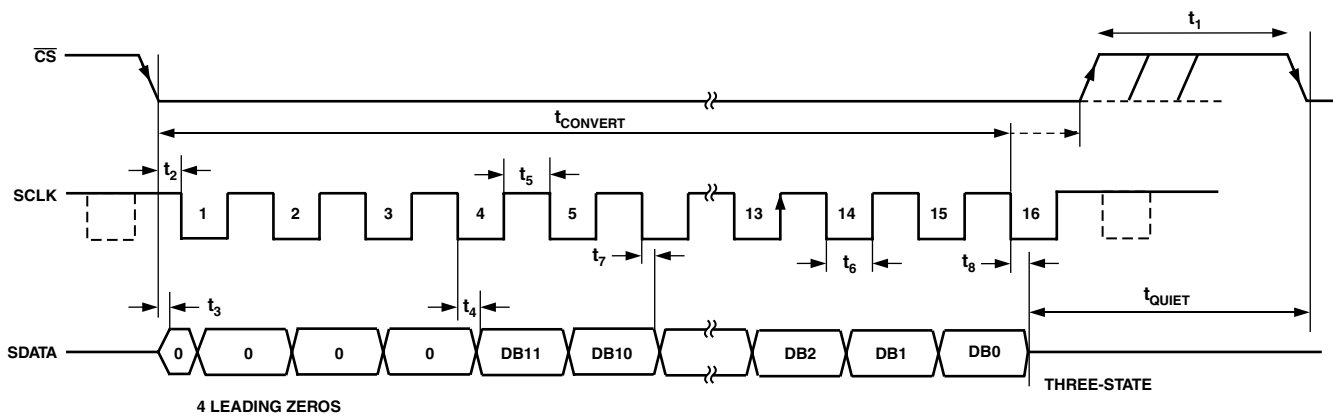 t1
CS
tCONVERT
t2
t5
SCLK
1 2 3 4 5 13 14 15 16
t7
t6
t8
t3
t4
tQUIET
SDATA
0 0 0 0 DB11 DB10 DB2 DB1 DB0
THREE-STATE
4 LEADING ZEROS